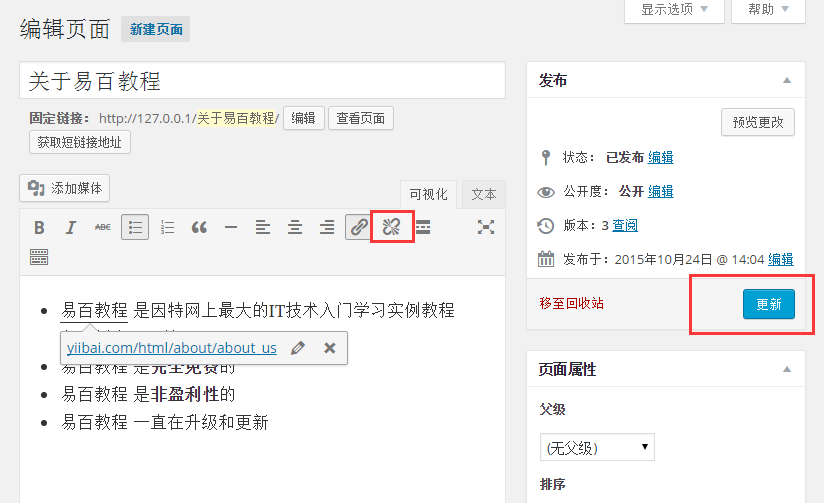 编辑页面 新建页面
显示选项 帮助
关于易百教程
固定链接： http://127.0.0.1/关于易百教程/ 编辑 查看页面
获取短链接地址
添加媒体
可视化 文本
B I ABC
易百教程 是因特网上最大的IT技术入门学习实例教程
yiibai.com/html/about/about_us
易百教程 是完全免费的
易百教程 是非盈利性的
易百教程 一直在升级和更新
发布
预览更改
状态： 已发布 编辑
公开度： 公开 编辑
版本：3 查阅
发布于：2015年10月24日 @ 14:04 编辑
移至回收站 更新
页面属性
父级
(无父级)
排序